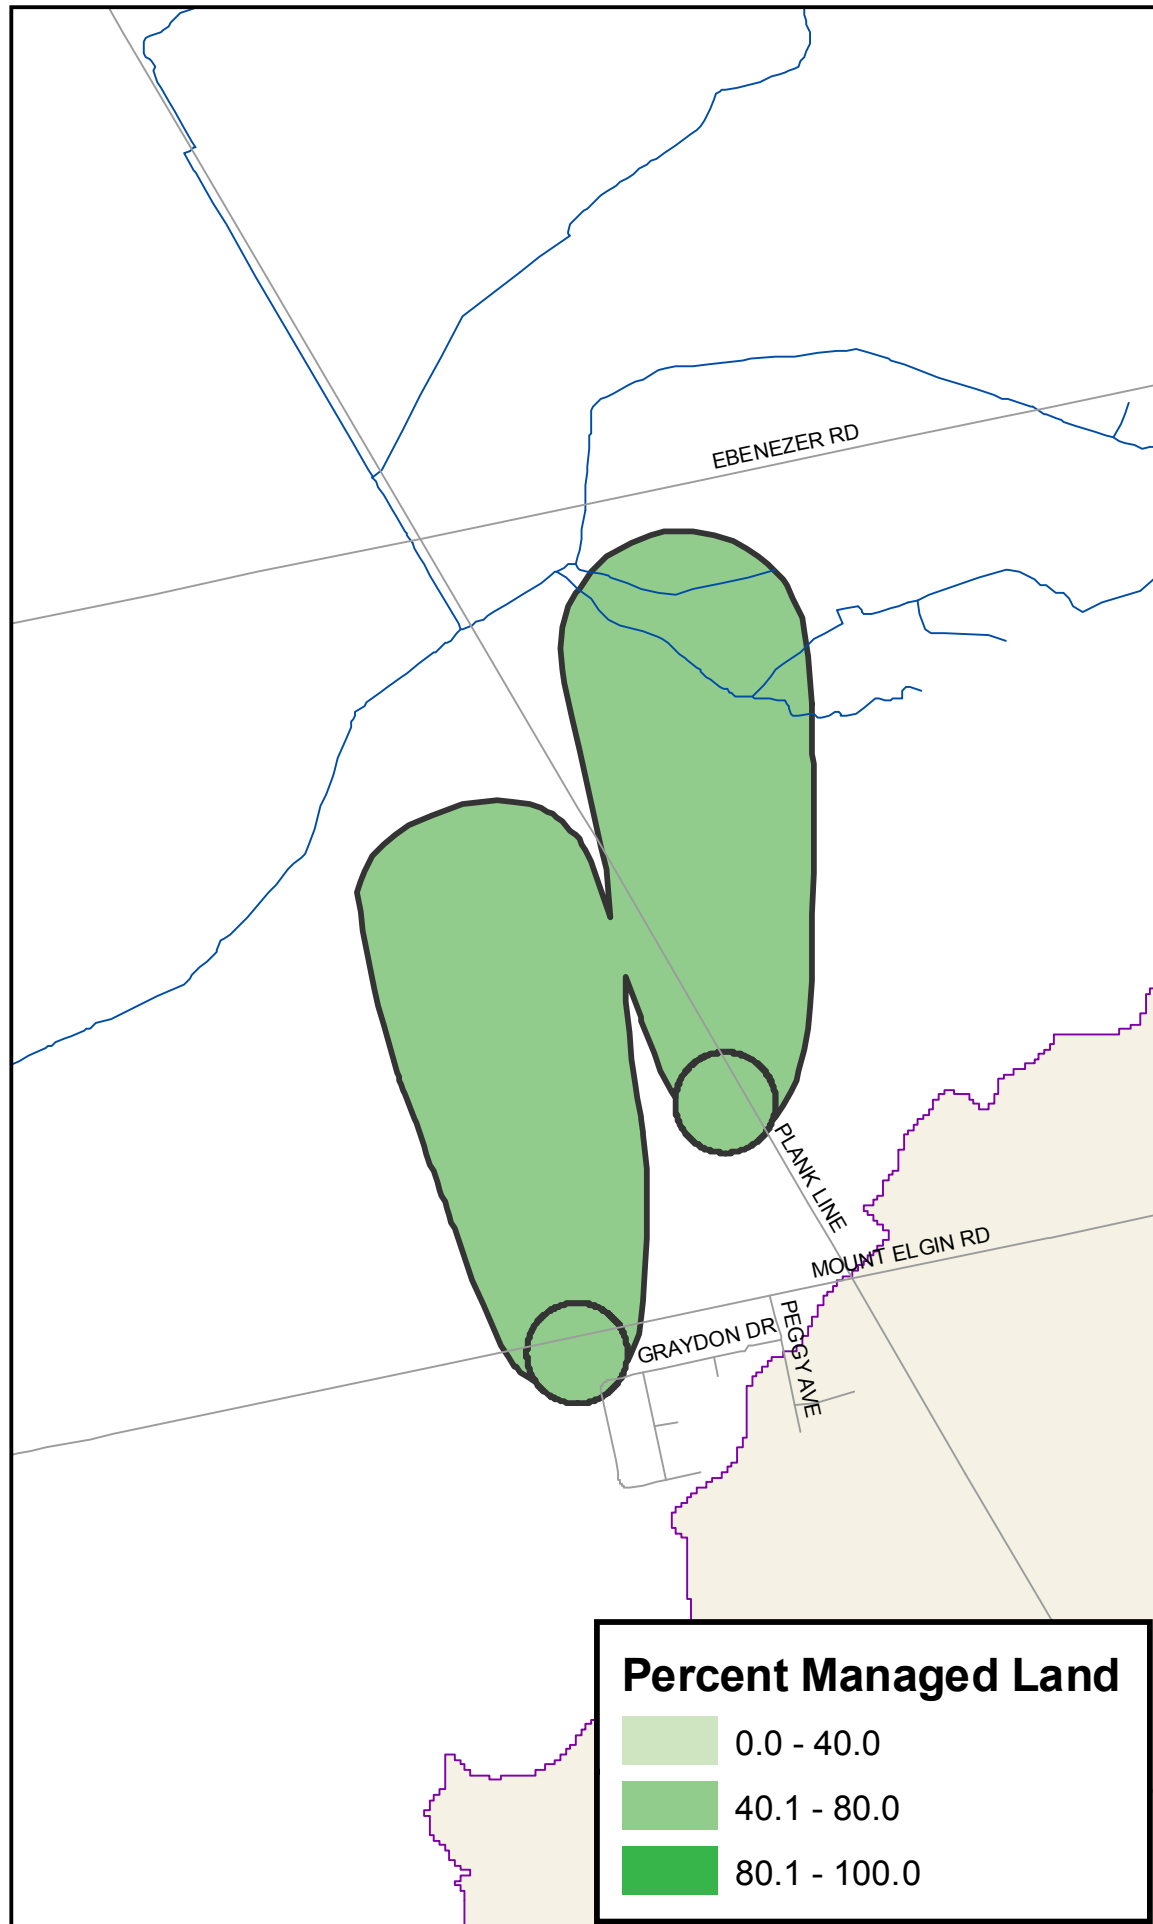 EBENEZER RD
PLANK LINE
MOUNT ELGIN RD
GRAYDON DR
PEGGY AVE
Percent Managed Land
0.0 - 40.0
40.1 - 80.0
80.1 - 100.0